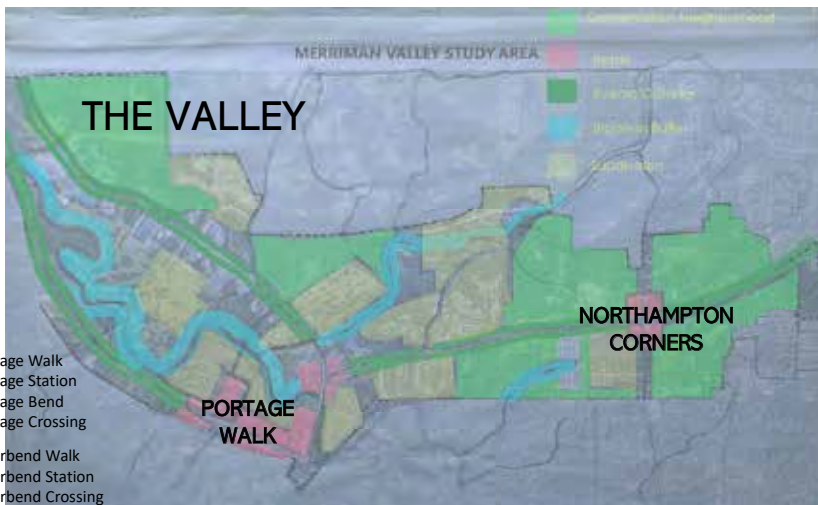 MERRIMAN VALLEY STUDY AREA
THE VALLEY
Subdivision
NORTHAMPTON
CORNERS
PORTAGE
WALK
age Walk
age Station
age Bend
age Crossing
rbend Walk
rbend Station
rbend Crossing